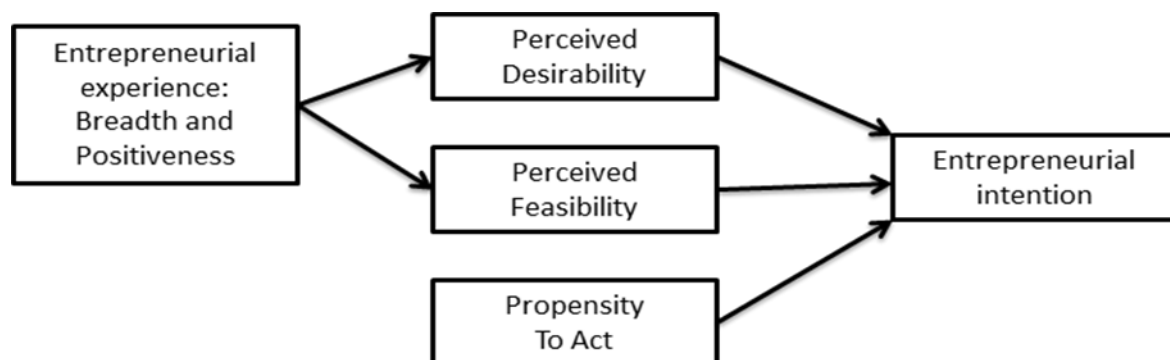 Entrepreneurial
experience:
Breadth and
Positiveness
Perceived
Desirability
Perceived
Feasibility
Propensity
To Act
Entrepreneurial
intention